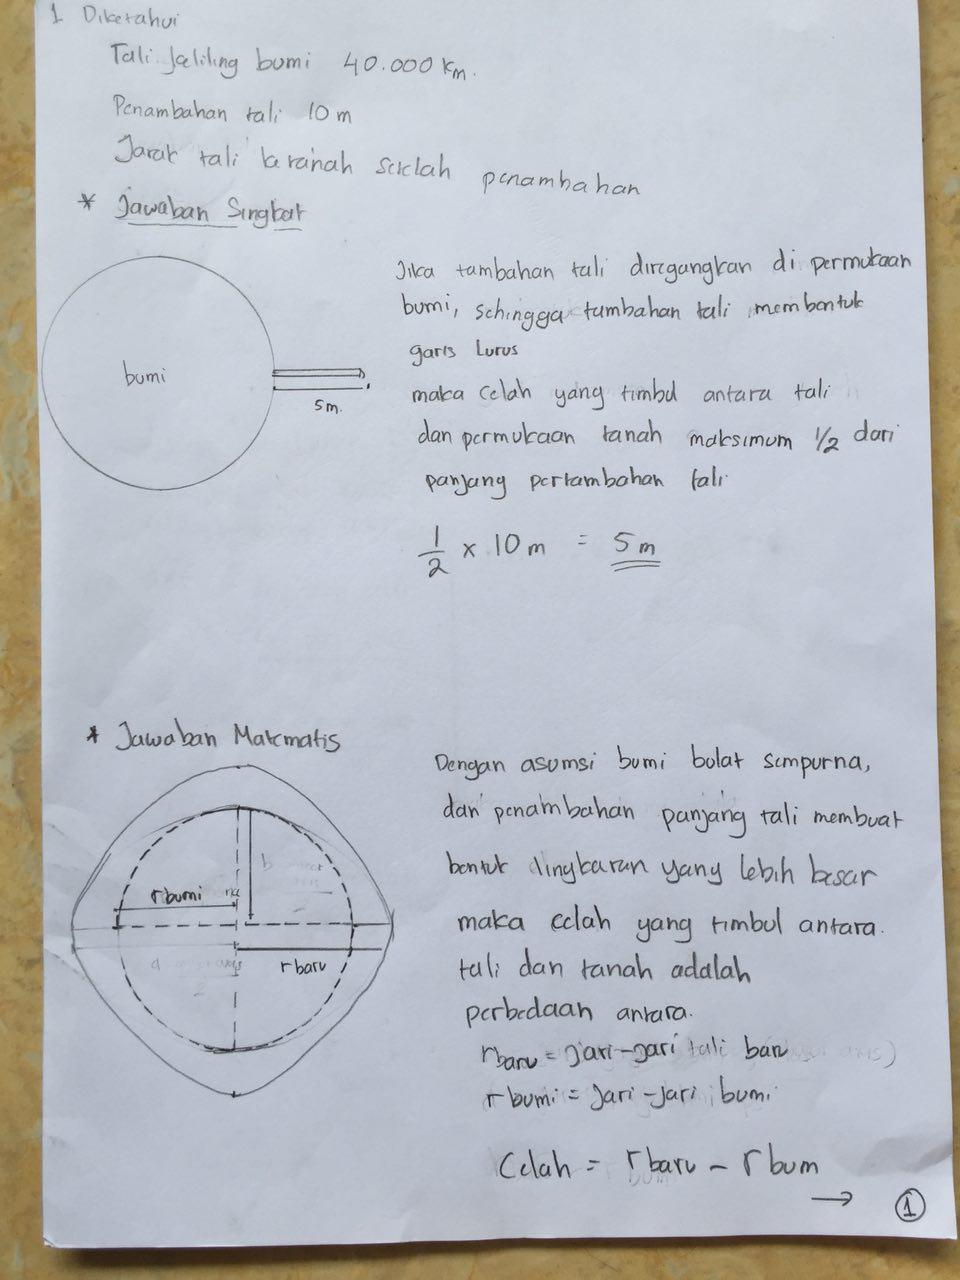 1 Diketahui
Tali Jeliling bumi 40.000 Km.
Penambahan tali 10 m
Jarak tali ke tanah setelah penambahan
* Jawaban Singkat
Jika tambahan tali diregangkan di permukaan
bumi, sehingga tambahan tali membentuk
garis Lurus
bumi
maka celah yang timbul antara tali
5m.
dan permukaan tanah maksimum 1/2 dari
panjang pertambahan tali
1/2 x 10 m = 5 m
* Jawaban Matematis
Dengan asumsi bumi bulat sempurna,
dan penambahan panjang tali membuat
bentuk lingkaran yang lebih besar
b
r bumi
maka celah yang timbul antara.
r baru
a
tali dan tanah adalah
perbedaan antara.
r baru = jari-jari tali baru
r bumi = Jari-jari bumi
Celah = r baru - r bum
→ 1